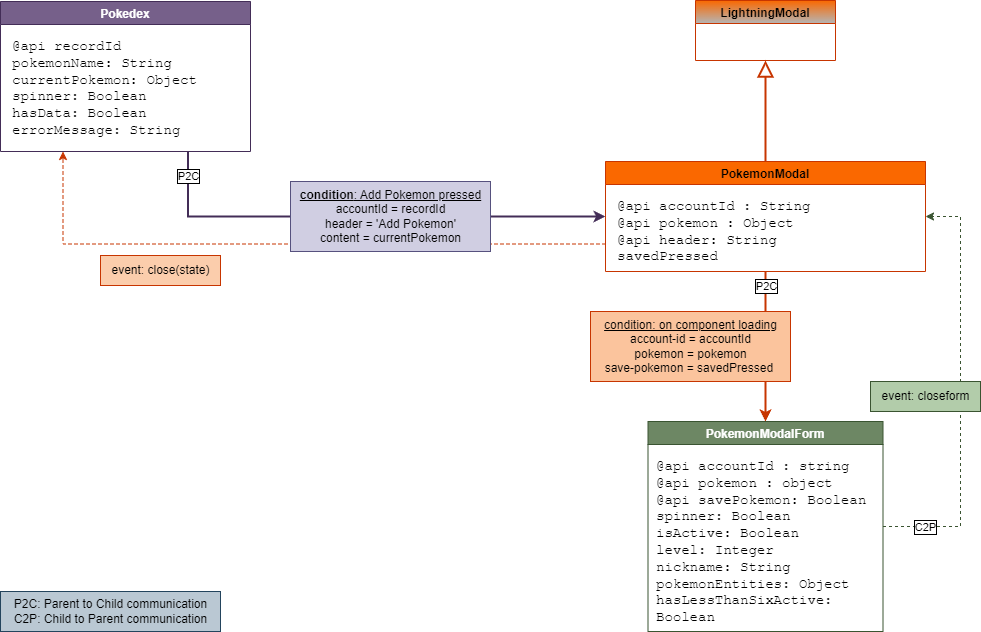 Pokedex
@api recordId
pokemonName: String
currentPokemon: Object
spinner: Boolean
hasData: Boolean
errorMessage: String
LightningModal
P2C
condition: Add Pokemon pressed
accountId = recordId
header = 'Add Pokemon'
content = currentPokemon
event: close(state)
PokemonModal
@api accountId : String
@api pokemon : Object
@api header: String
savedPressed
P2C
condition: on component loading
account-id = accountId
pokemon = pokemon
save-pokemon = savedPressed
event: closeform
PokemonModalForm
@api accountId : string
@api pokemon : object
@api savePokemon: Boolean
spinner: Boolean
isActive: Boolean
level: Integer
nickname: String
pokemonEntities: Object
hasLessThanSixActive:
Boolean
C2P
P2C: Parent to Child communication
C2P: Child to Parent communication